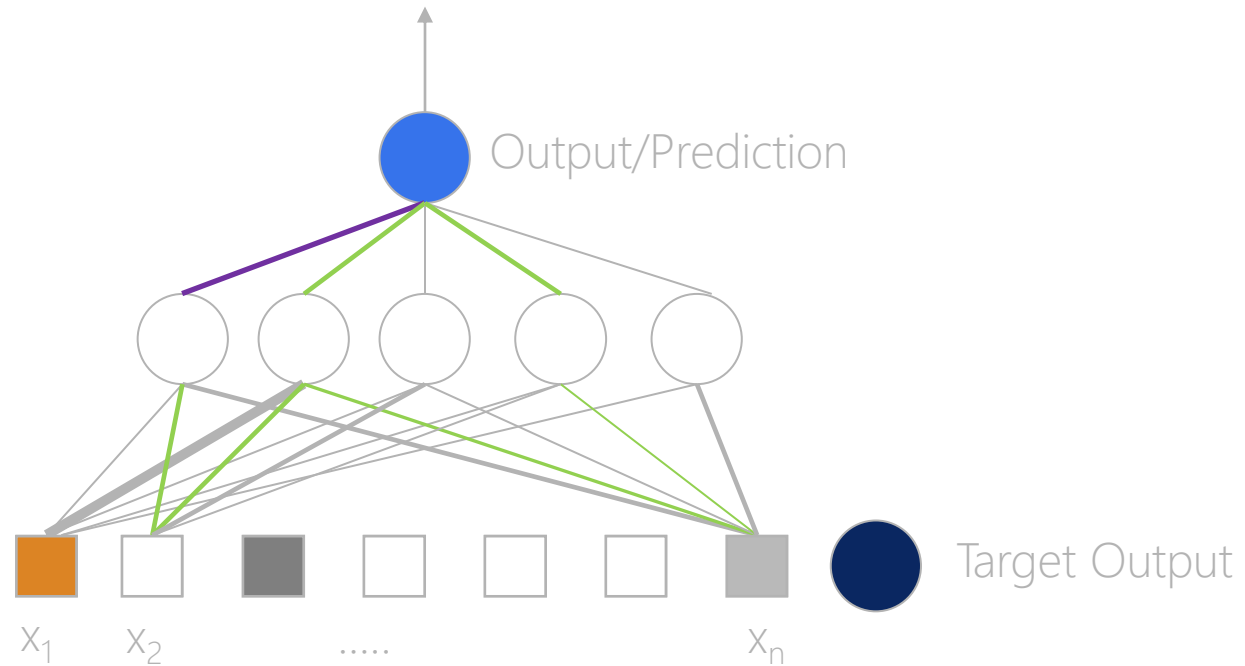 Output/Prediction
Target Output
X₁ X₂ ..... Xₙ